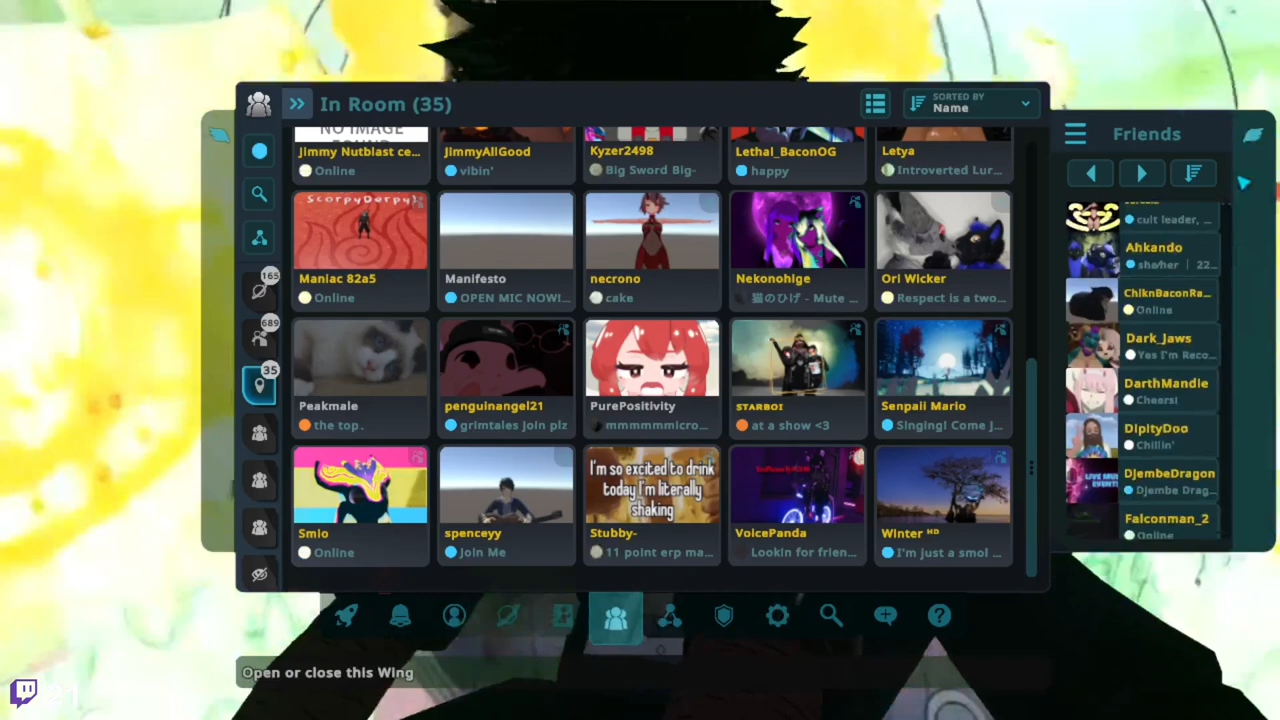 In Room (35)
SORTED BY
Name
Friends
NO IMAGE
Jimmy Nutblast ce...
Online
JimmyAllGood
vibin'
Kyzer2498
Big Sword Big-
Lethal_BaconOG
happy
Letya
Introverted Lur...
ScorpyDerpy
Maniac 82a5
Online
Manifesto
OPEN MIC NOW!...
necrono
cake
Nekonohige
猫のひげ - Mute ...
Ori Wicker
Respect is a two...
Peakmale
the top.
penguinangel21
grimtales join plz
PurePositivity
mmmmmmicro...
STARBOI
at a show <3
Senpaii Mario
Singing! Come J...
Smio
Online
spenceyy
Join Me
I'm so excited to drink
today I'm literally
shaking
Stubby-
11 point erp ma...
VoicePanda
Lookin for frien...
Winter ᴴᴰ
I'm just a smol ...
165
689
35
cult leader, ...
Ahkando
she/her | 22...
ChiknBaconRa...
Online
Dark_Jaws
Yes I'm Reco...
DarthMandie
Cheers!
DipityDoo
Chillin'
DjembeDragon
Djembe Drag...
Falconman_2
Online
Open or close this Wing
21